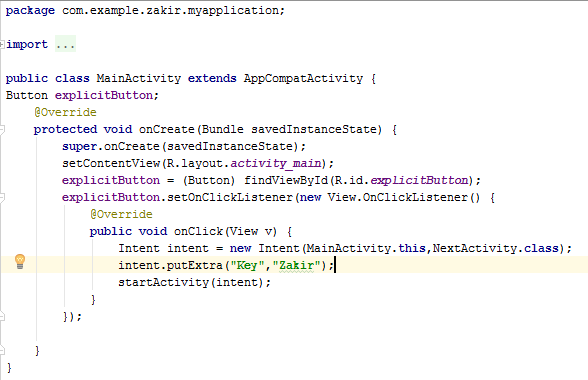 package com.example.zakir.myapplication;
import ...
public class MainActivity extends AppCompatActivity {
Button explicitButton;
@Override
protected void onCreate(Bundle savedInstanceState) {
super.onCreate(savedInstanceState);
setContentView(R.layout.activity_main);
explicitButton = (Button) findViewById(R.id.explicitButton);
explicitButton.setOnClickListener(new View.OnClickListener() {
@Override
public void onClick(View v) {
Intent intent = new Intent(MainActivity.this,NextActivity.class);
intent.putExtra("Key","Zakir");
startActivity(intent);
}
});
}
}